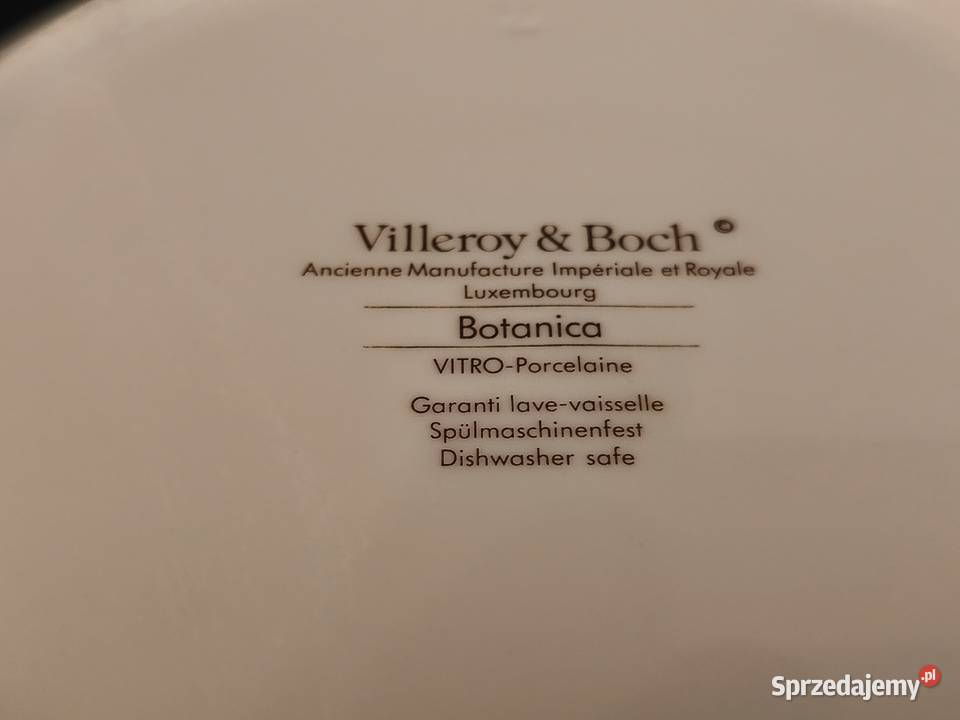 Villeroy & Boch ©
Ancienne Manufacture Impériale et Royale
Luxembourg
Botanica
VITRO-Porcelaine
Garanti lave-vaisselle
Spülmaschinenfest
Dishwasher safe
Sprzedajemy.pl